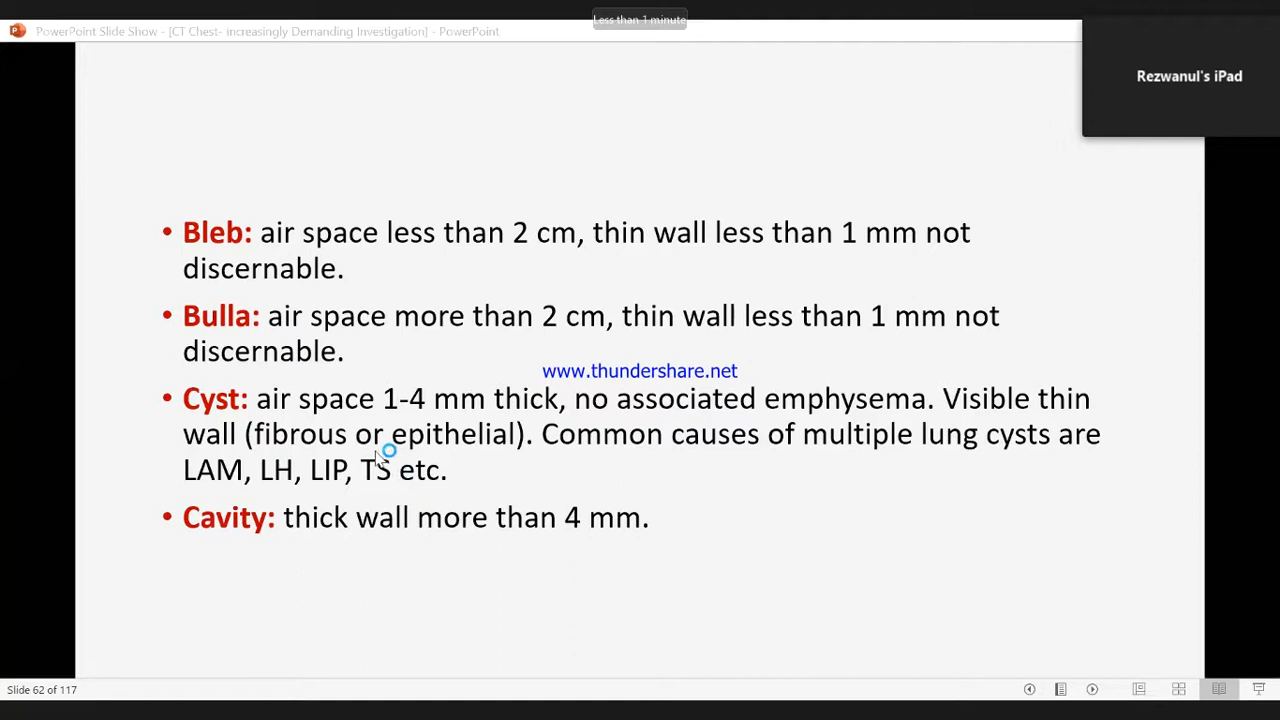 Less than 1 minute
PowerPoint Slide Show - [CT Chest- increasingly Demanding Investigation] - PowerPoint
Rezwanul's iPad
• Bleb: air space less than 2 cm, thin wall less than 1 mm not
discernable.
• Bulla: air space more than 2 cm, thin wall less than 1 mm not
discernable.
www.thundershare.net
• Cyst: air space 1-4 mm thick, no associated emphysema. Visible thin
wall (fibrous or epithelial). Common causes of multiple lung cysts are
LAM, LH, LIP, TS etc.
• Cavity: thick wall more than 4 mm.
Slide 62 of 117